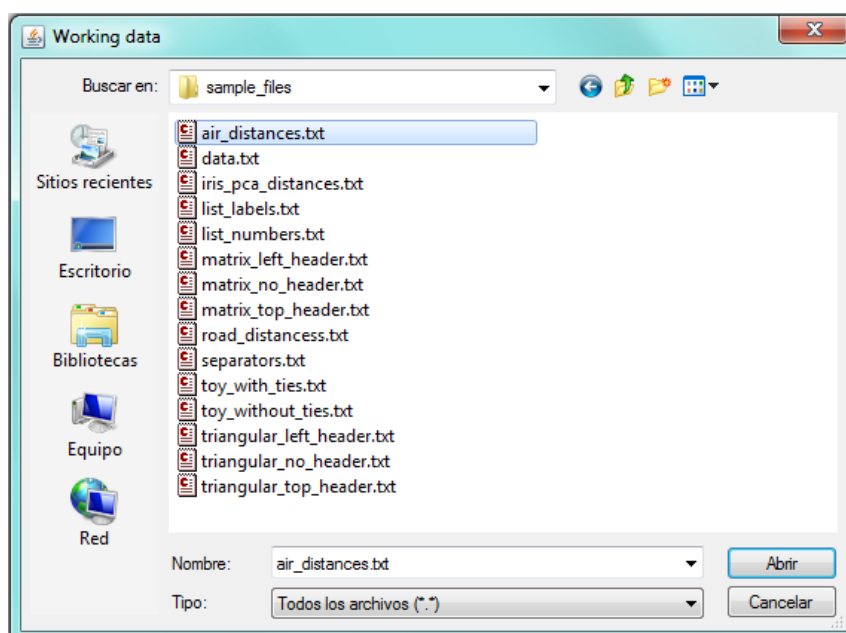 Working data
Buscar en:
sample_files
Sitios recientes
Escritorio
Bibliotecas
Equipo
Red
air_distances.txt
data.txt
iris_pca_distances.txt
list_labels.txt
list_numbers.txt
matrix_left_header.txt
matrix_no_header.txt
matrix_top_header.txt
road_distancess.txt
separators.txt
toy_with_ties.txt
toy_without_ties.txt
triangular_left_header.txt
triangular_no_header.txt
triangular_top_header.txt
Nombre: air_distances.txt Abrir
Tipo: Todos los archivos (*.*) Cancelar